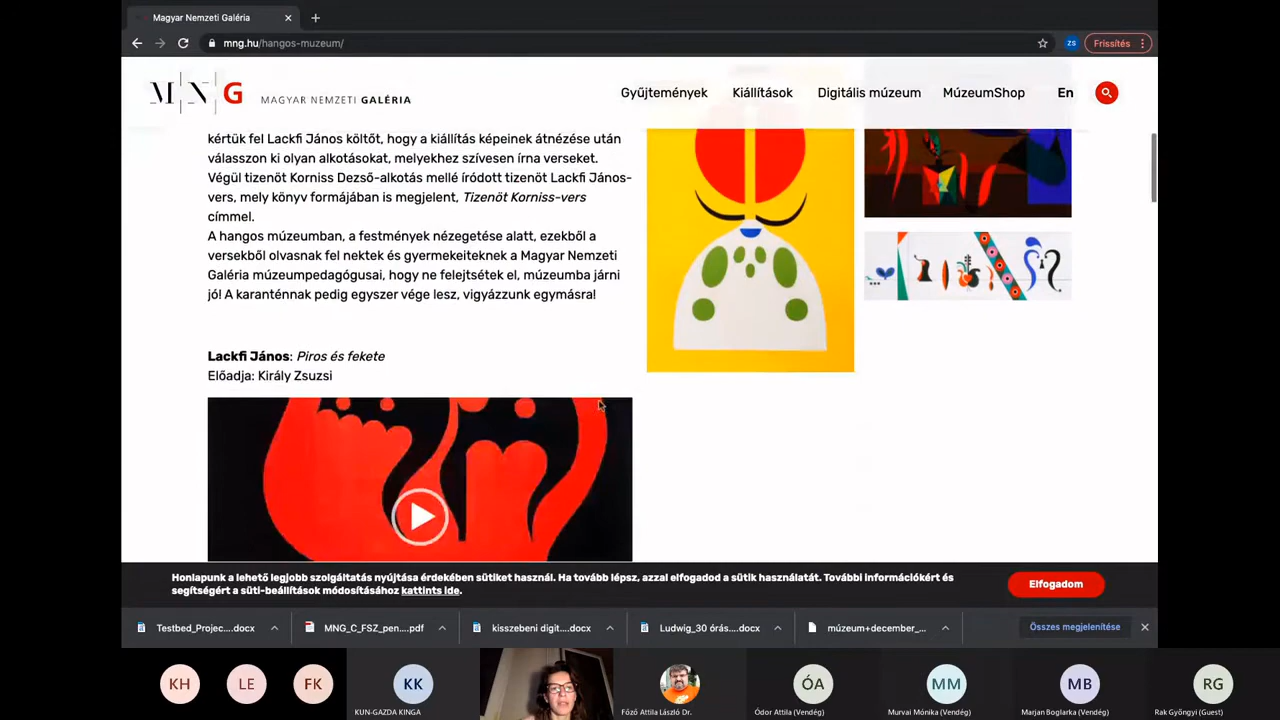 Magyar Nemzeti Galéria
mng.hu/hangos-muzeum/
ZS
Frissítés
MNG MAGYAR NEMZETI GALÉRIA
Gyűjtemények
Kiállítások
Digitális múzeum
MúzeumShop
En
kértük fel Lackfi János költőt, hogy a kiállítás képeinek átnézése után
válasszon ki olyan alkotásokat, melyekhez szívesen írna verseket.
Végül tizenöt Korniss Dezső-alkotás mellé íródott tizenöt Lackfi János-
vers, mely könyv formájában is megjelent, Tizenöt Korniss-vers
címmel.
A hangos múzeumban, a festmények nézegetése alatt, ezekből a
versekből olvasnak fel nektek és gyermekeiteknek a Magyar Nemzeti
Galéria múzeumpedagógusai, hogy ne felejtsétek el, múzeumba járni
jó! A karanténnak pedig egyszer vége lesz, vigyázzunk egymásra!
Lackfi János: Piros és fekete
Előadja: Király Zsuzsi
Honlapunk a lehető legjobb szolgáltatás nyújtása érdekében sütiket használ. Ha tovább lépsz, azzal elfogadod a sütik használatát. További információkért és
segítségért a süti-beállítások módosításához kattints ide.
Elfogadom
Testbed_Projec....docx
MNG_C_FSZ_pen....pdf
kisszebeni digit....docx
Ludwig_30 órás....docx
múzeum+december_...
Összes megjelenítése
KH
LE
FK
KK
ÓA
MM
MB
RG
KUN-GAZDA KINGA
Főző Attila László Dr.
Ódor Attila (Vendég)
Murvai Mónika (Vendég)
Marjan Boglarka (Vendég)
Rak Gyöngyi (Guest)